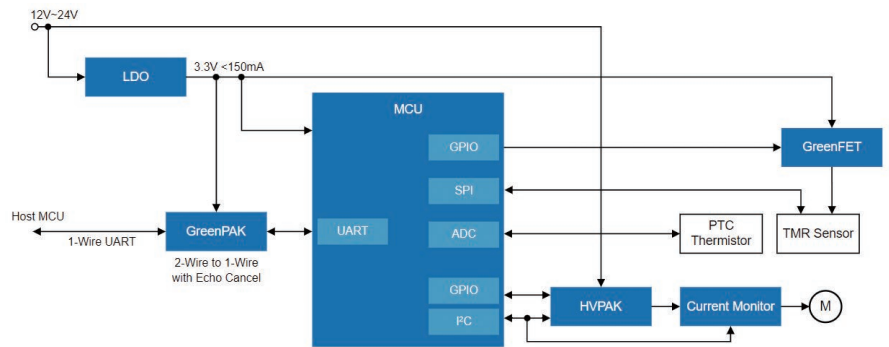 12V~24V
LDO
3.3V <150mA
MCU
GPIO
GreenFET
SPI
Host MCU
1-Wire UART
GreenPAK
UART
ADC
PTC
Thermistor
TMR Sensor
2-Wire to 1-Wire
with Echo Cancel
GPIO
I²C
HVPAK
Current Monitor
M